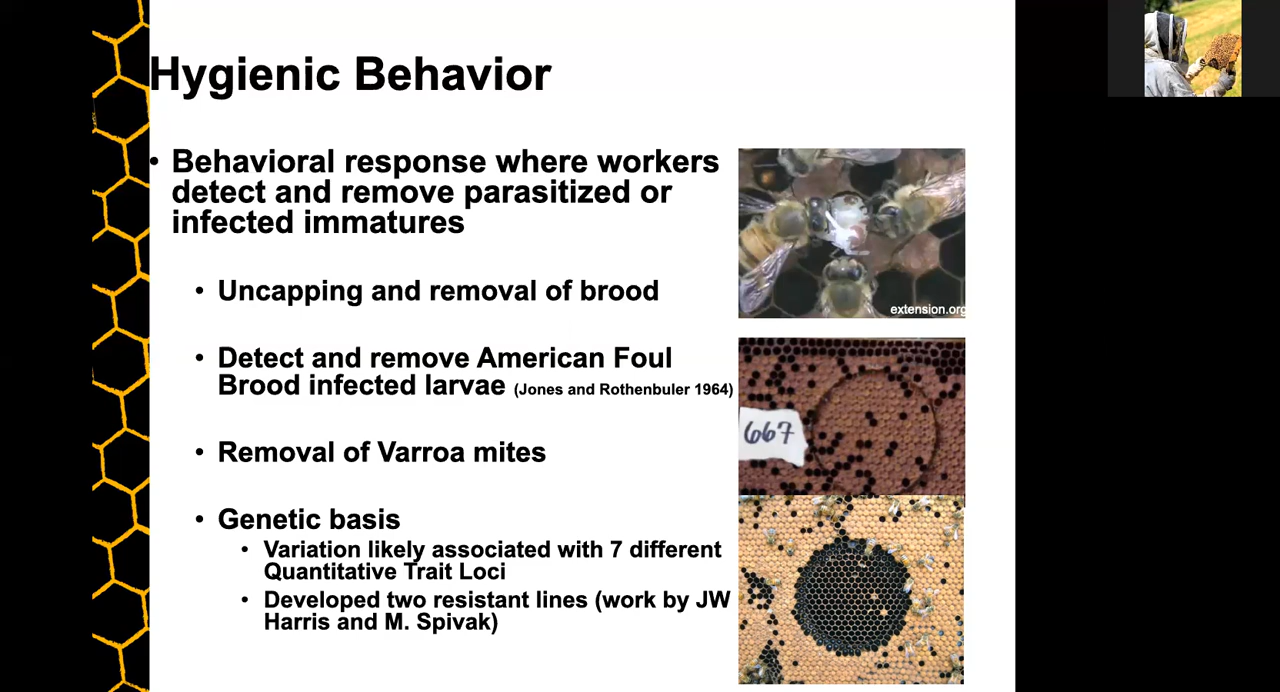 Hygienic Behavior
• Behavioral response where workers
detect and remove parasitized or
infected immatures
• Uncapping and removal of brood
• Detect and remove American Foul
Brood infected larvae (Jones and Rothenbuler 1964)
• Removal of Varroa mites
• Genetic basis
• Variation likely associated with 7 different
Quantitative Trait Loci
• Developed two resistant lines (work by JW
Harris and M. Spivak)
extension.org
667